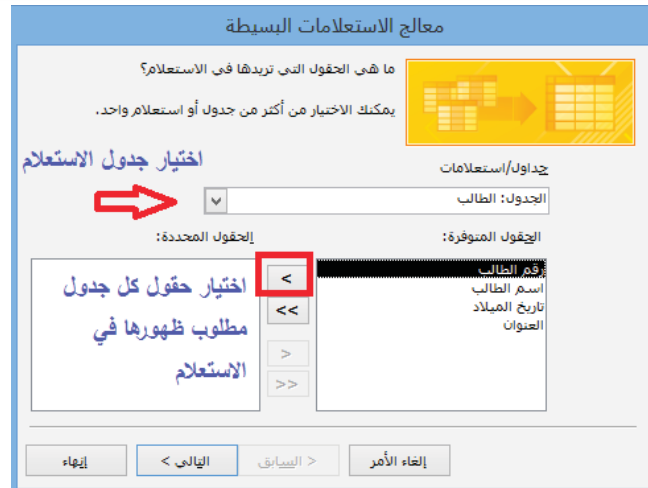 معالج الاستعلامات البسيطة
ما هي الحقول التي تريدها في الاستعلام؟
يمكنك الاختيار من أكثر من جدول أو استعلام واحد.
اختيار جدول الاستعلام
جداول/استعلامات
الجدول: الطالب
الحقول المتوفرة:
الحقول المحددة:
رقم الطالب
اسم الطالب
تاريخ الميلاد
العنوان
<
<<
>
>>
اختيار حقول كل جدول
مطلوب ظهورها في
الاستعلام
إلغاء الأمر
< السابق
التالي >
إنهاء